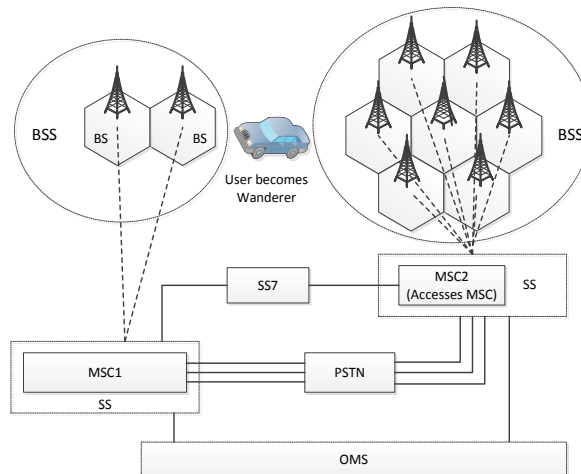 BSS
BS
BS
BSS
User becomes
Wanderer
SS7
MSC2
(Accesses MSC)
SS
MSC1
SS
PSTN
OMS